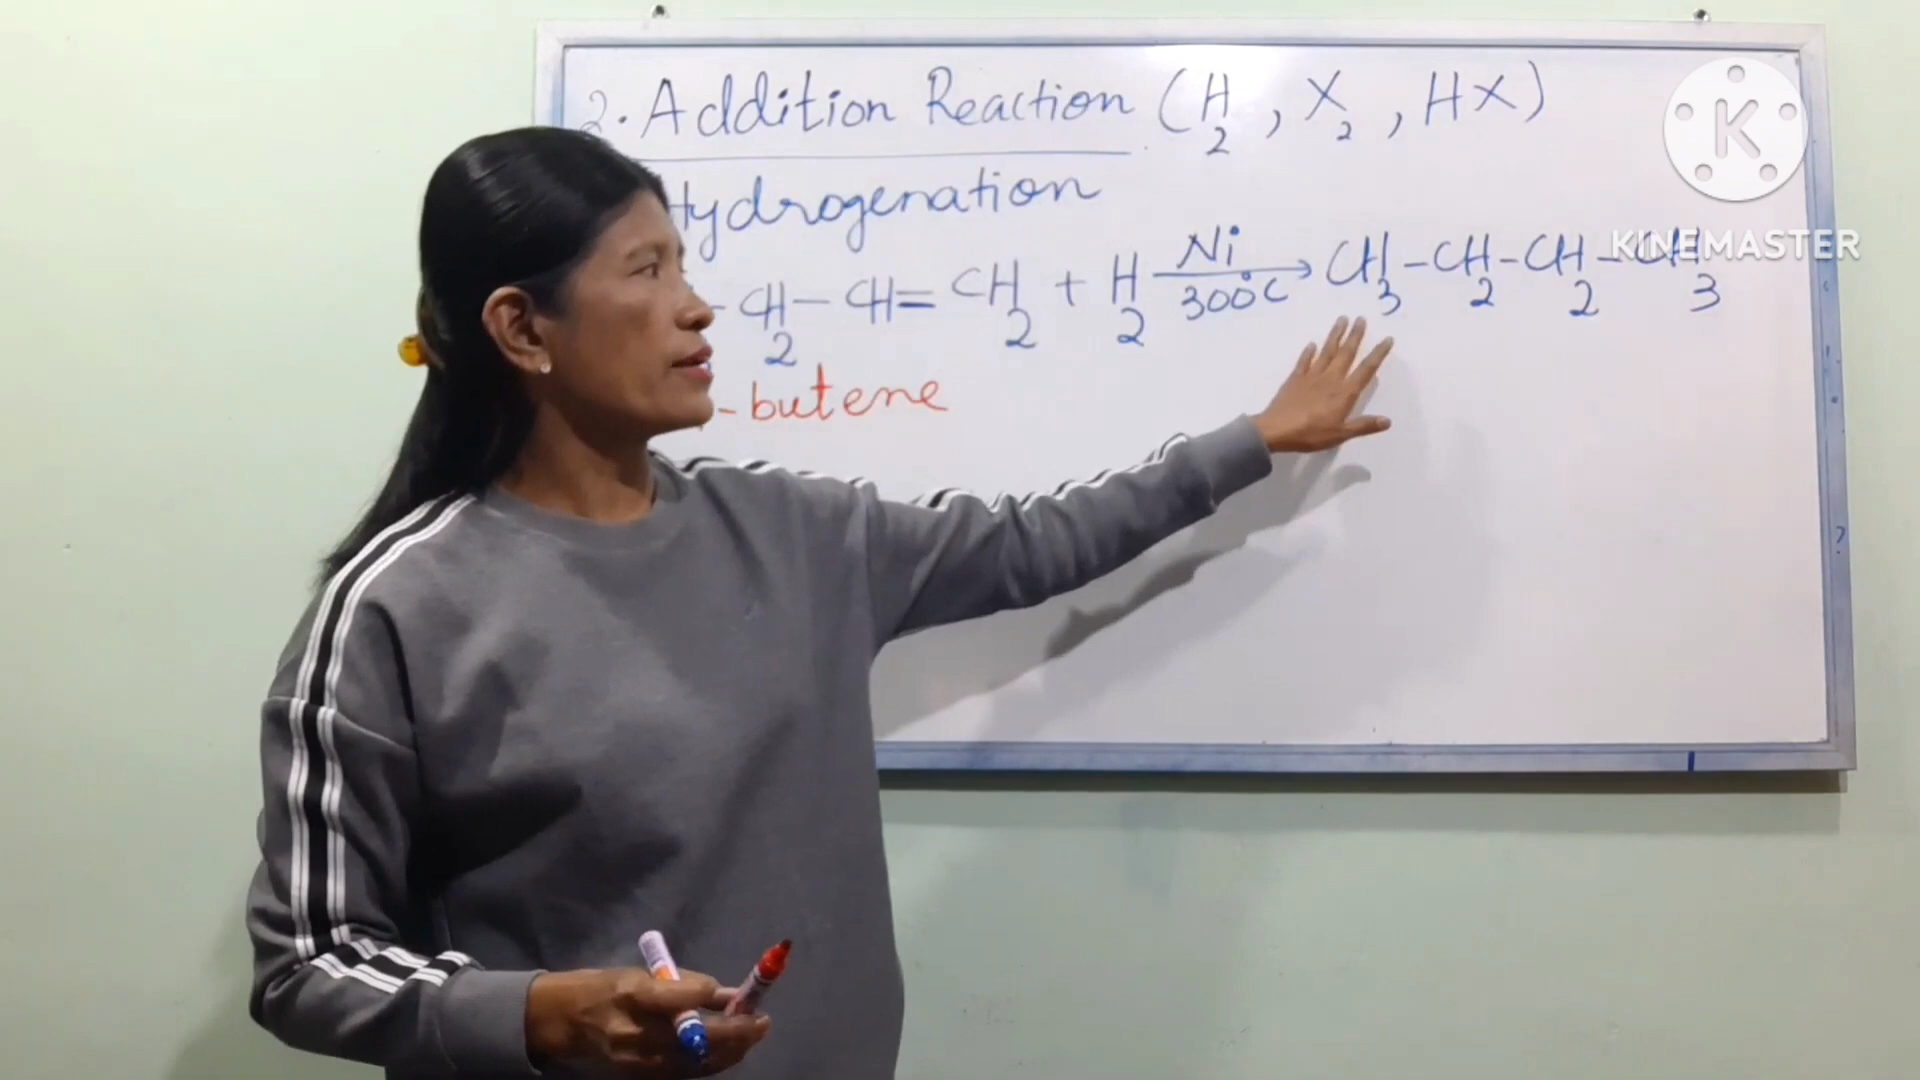 2. Addition Reaction (H2, X2, HX)
Hydrogenation
- CH2 - CH = CH2 + H2 Ni 300°C → CH3 - CH2 - CH2 - CH3
- butene
K
KINEMASTER